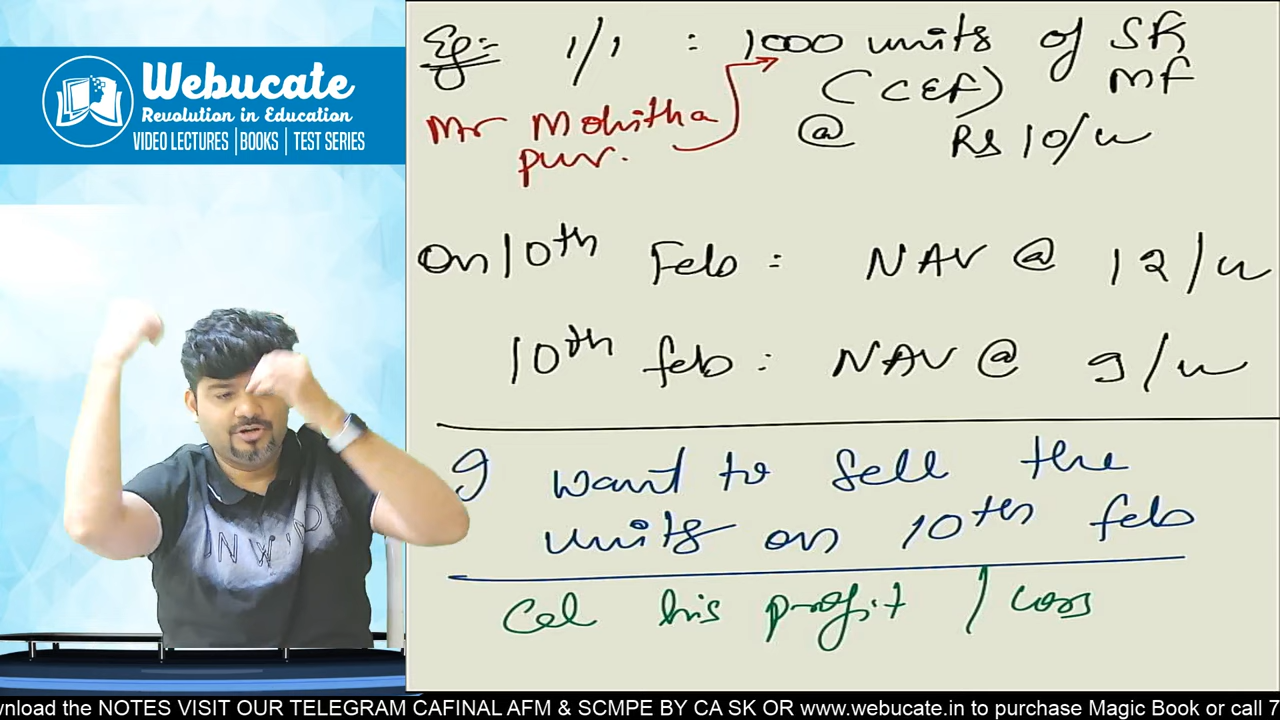 Webucate
Revolution in Education
VIDEO LECTURES | BOOKS | TEST SERIES
Eg:- 1/1 : 1000 units of SK MF
(CEF)
Mr Mohitha
pur.
@ Rs 10/u
On 10th Feb : NAV @ 12/u
10th feb : NAV @ 9/u
I want to sell the
units on 10th feb
Cal his profit / loss
UNW ND
wnload the NOTES VISIT OUR TELEGRAM CAFINAL AFM & SCMPE BY CA SK OR www.webucate.in to purchase Magic Book or call 7